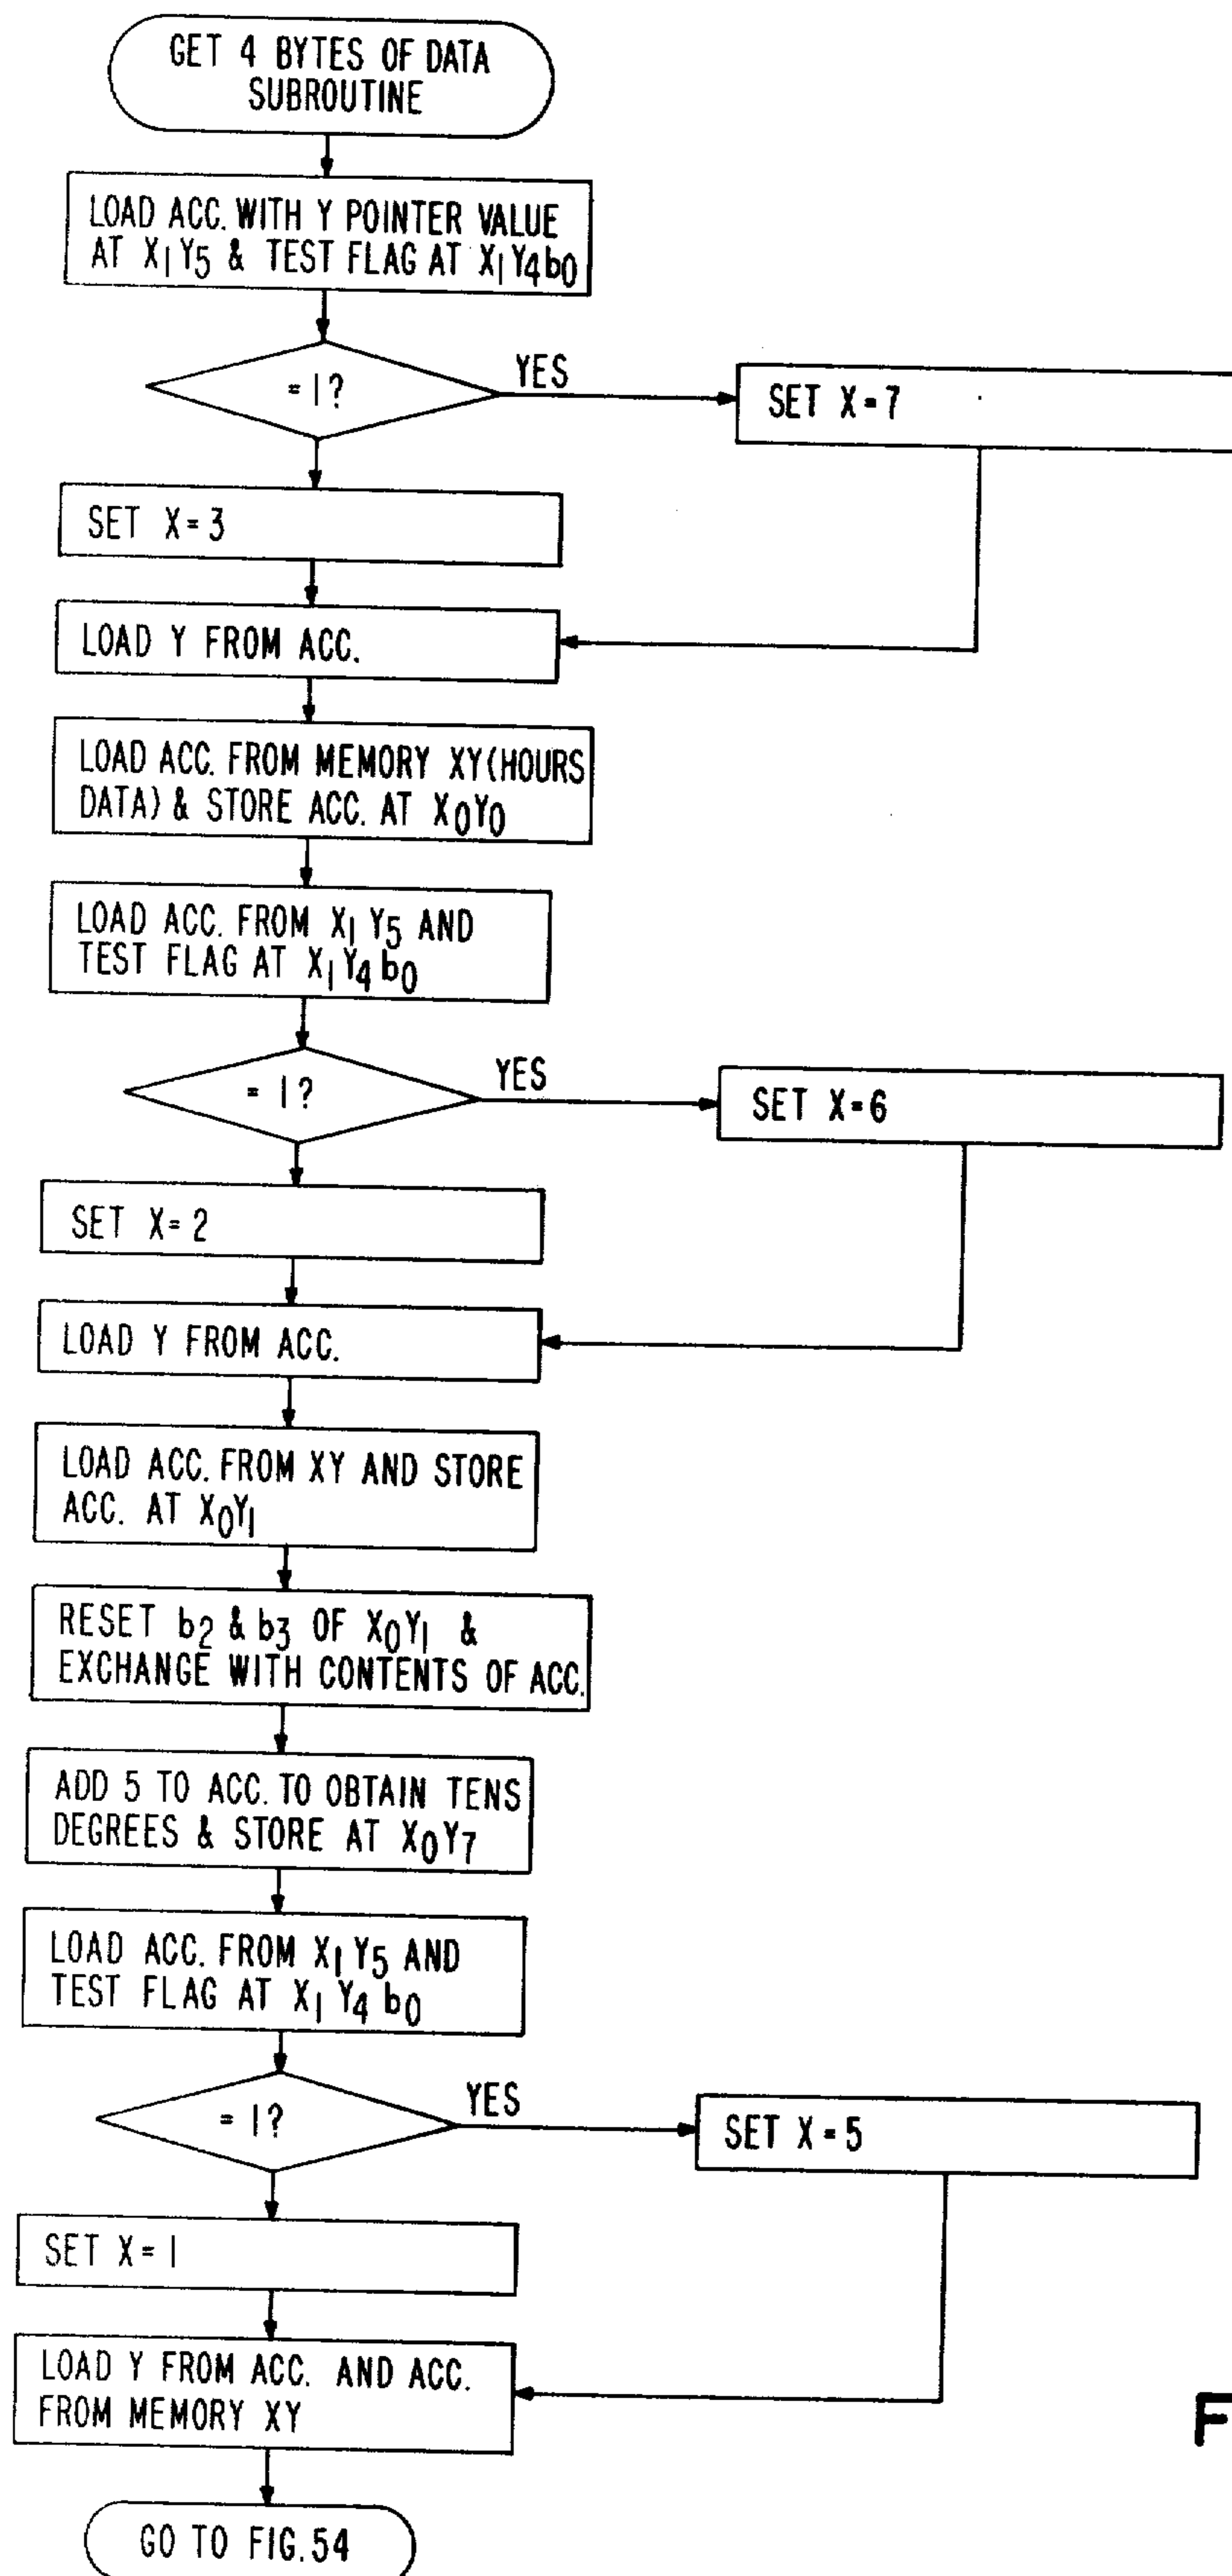 GET 4 BYTES OF DATA
SUBROUTINE
LOAD ACC. WITH Y POINTER VALUE
AT X₁Y₅ & TEST FLAG AT X₁Y₄b₀
=1?
YES
SET X=7
SET X=3
LOAD Y FROM ACC.
LOAD ACC. FROM MEMORY XY(HOURS
DATA) & STORE ACC. AT X₀Y₀
LOAD ACC. FROM X₁Y₅ AND
TEST FLAG AT X₁Y₄b₀
=1?
YES
SET X=6
SET X=2
LOAD Y FROM ACC.
LOAD ACC. FROM XY AND STORE
ACC. AT X₀Y₁
RESET b₂ & b₃ OF X₀Y₁ &
EXCHANGE WITH CONTENTS OF ACC.
ADD 5 TO ACC. TO OBTAIN TENS
DEGREES & STORE AT X₀Y₇
LOAD ACC. FROM X₁Y₅ AND
TEST FLAG AT X₁Y₄b₀
=1?
YES
SET X=5
SET X=1
LOAD Y FROM ACC. AND ACC.
FROM MEMORY XY
F
GO TO FIG.54